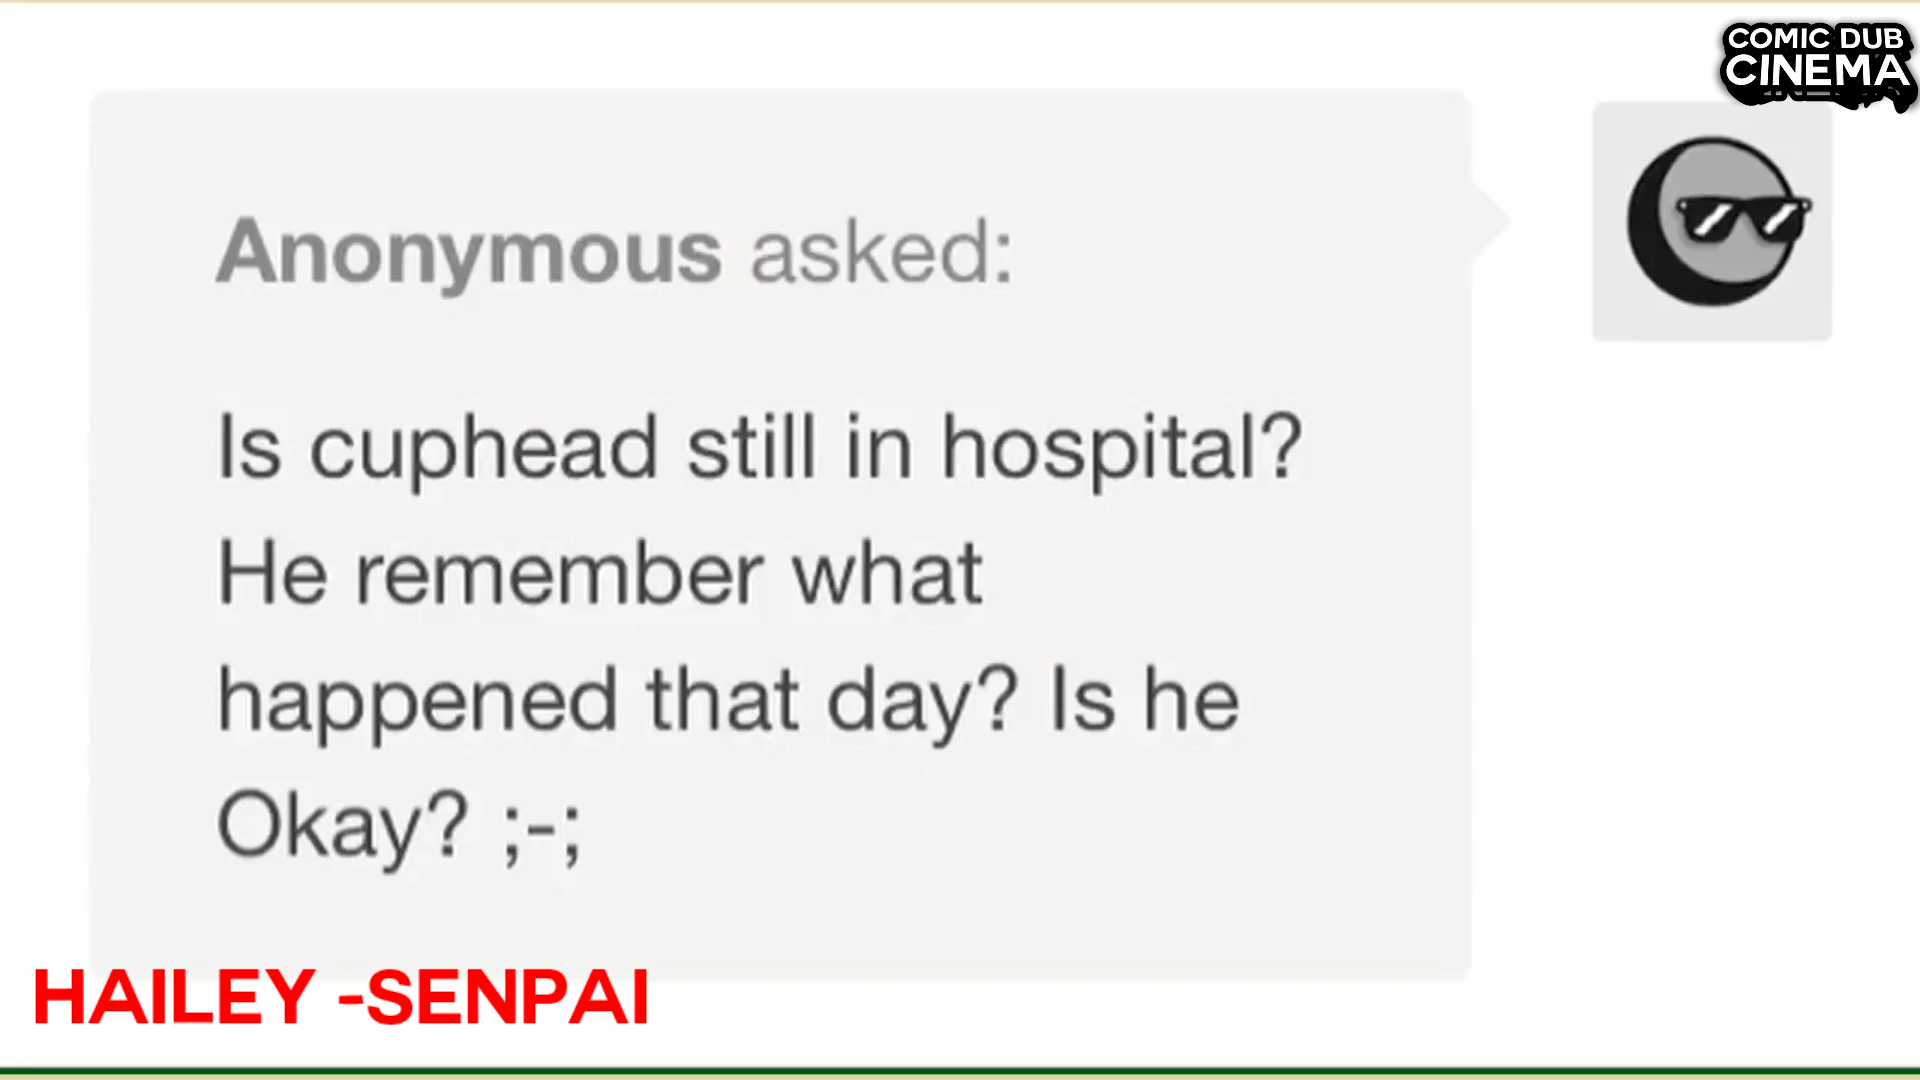 COMIC DUB
CINEMA
Anonymous asked:
Is cuphead still in hospital?
He remember what
happened that day? Is he
Okay? ;-;
HAILEY -SENPAI